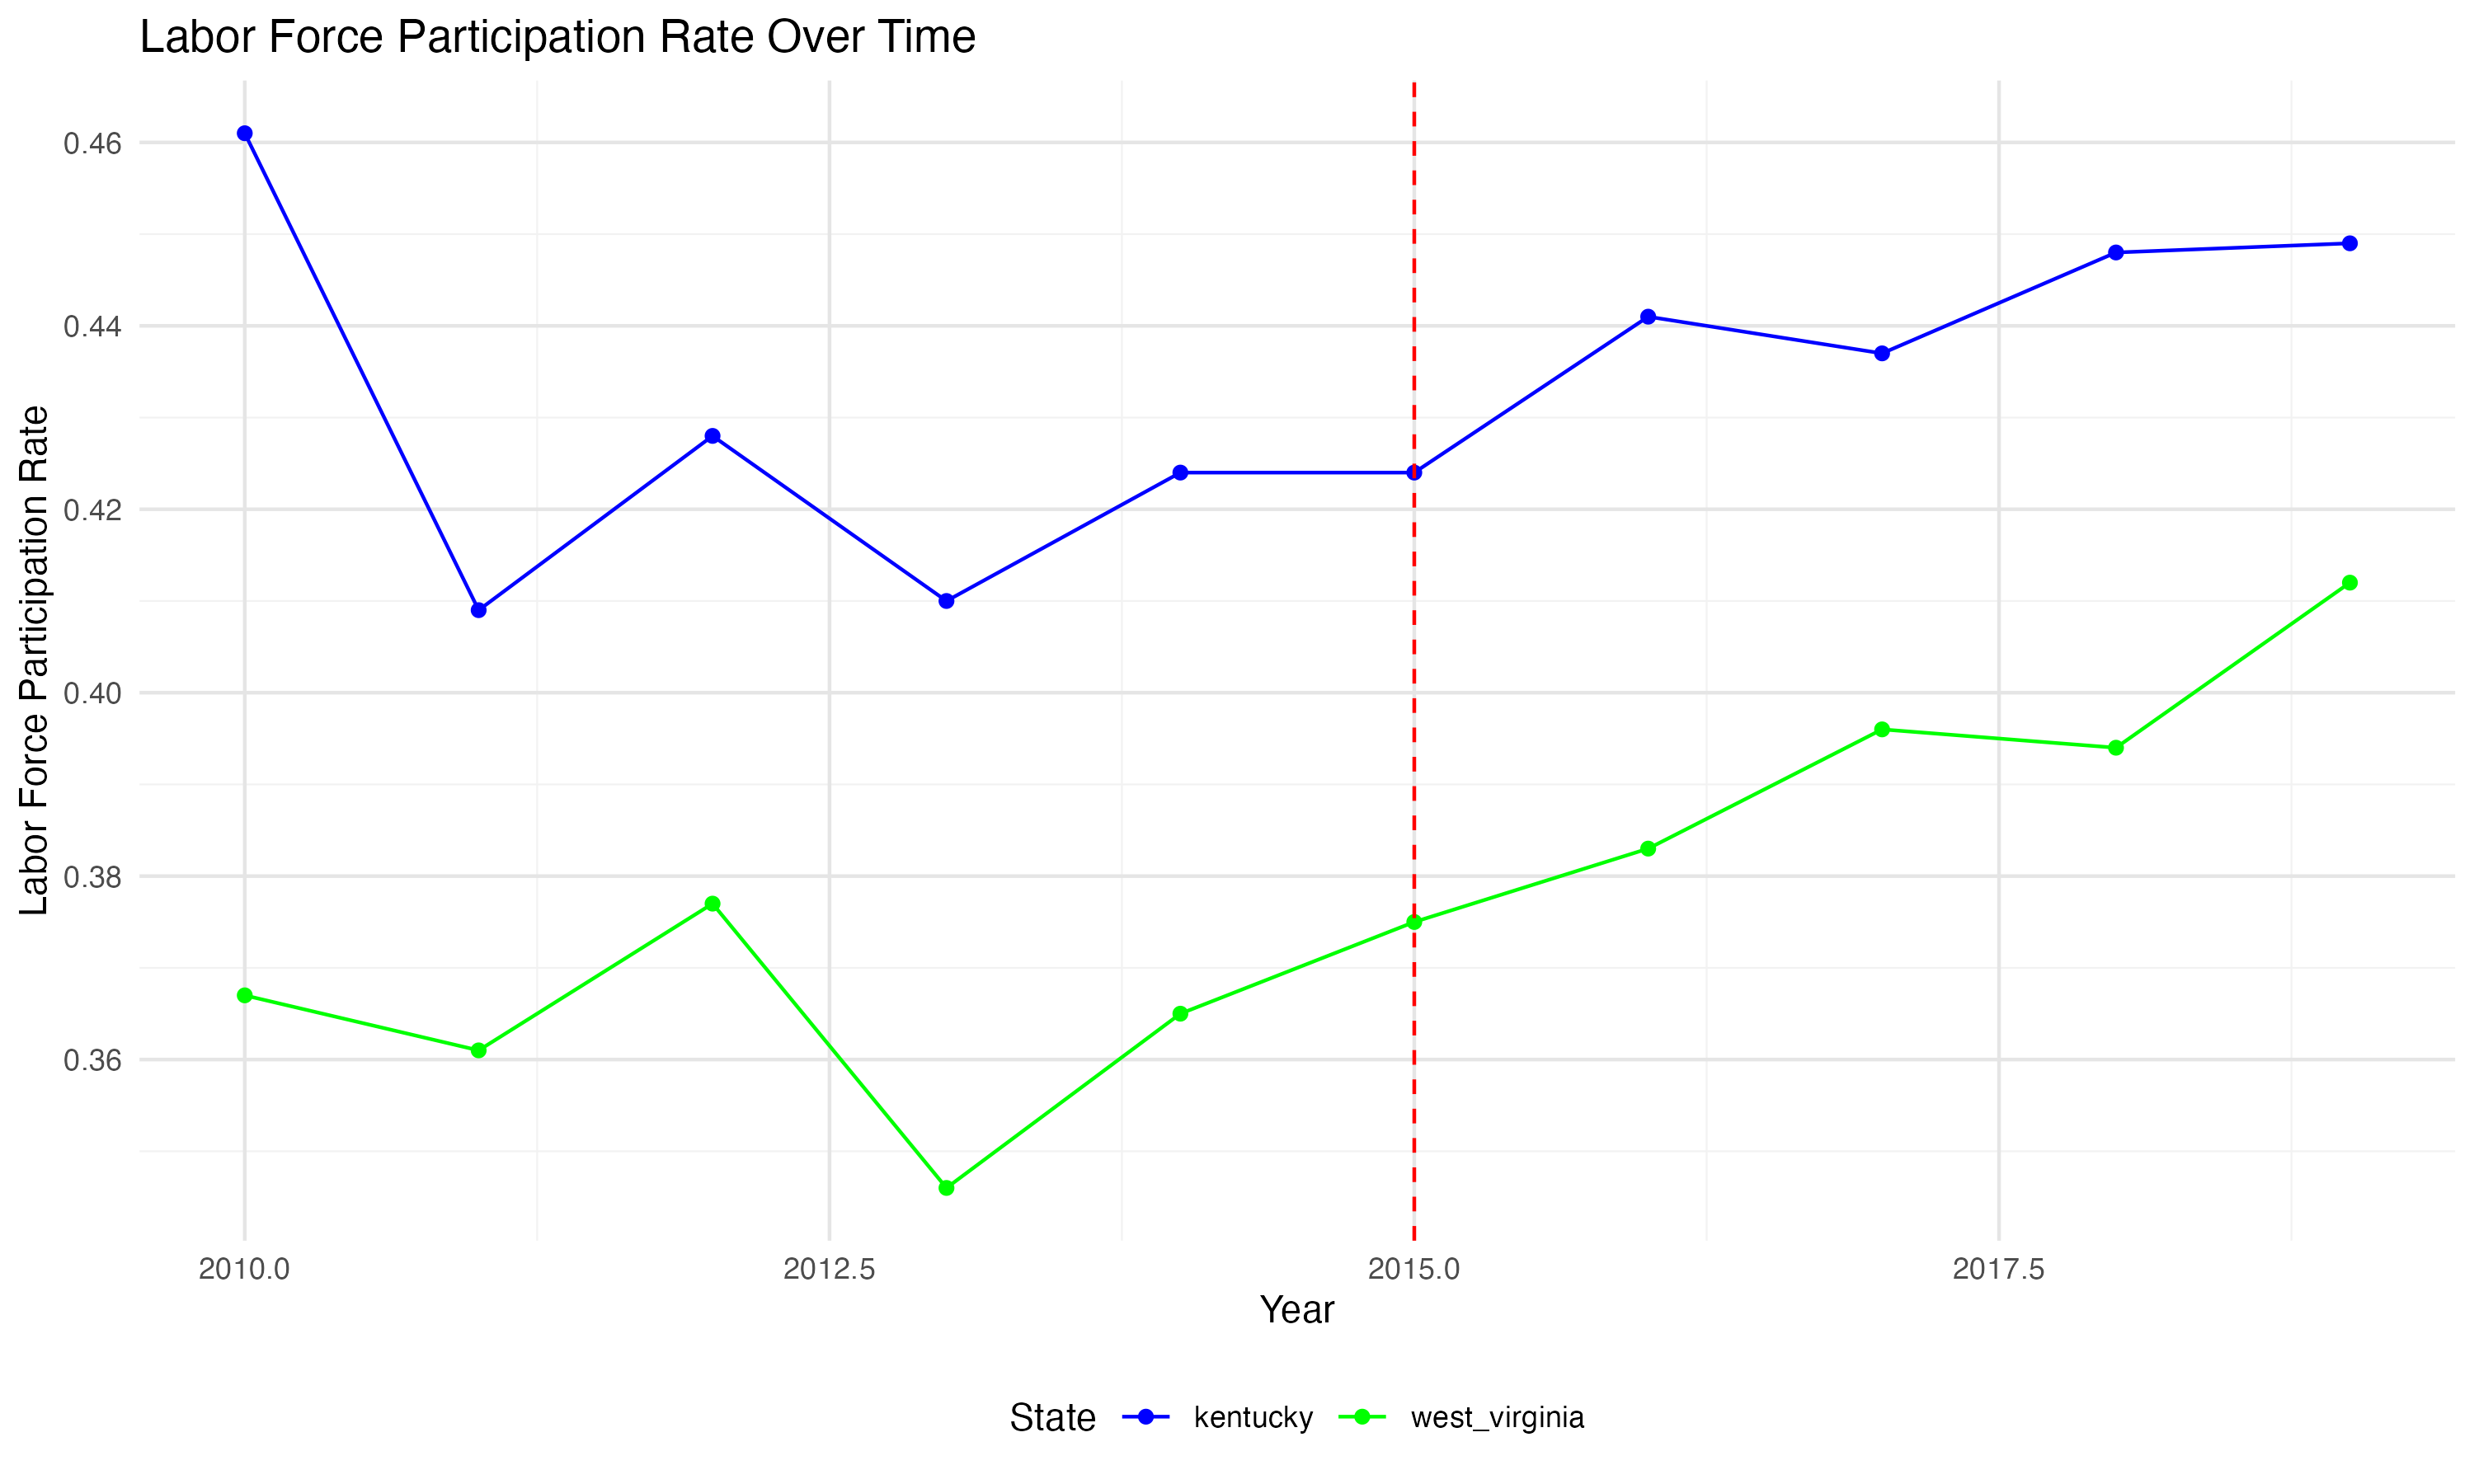 Labor Force Participation Rate Over Time
Labor Force Participation Rate
0.46
0.44
0.42
0.40
0.38
0.36
2010.0 2012.5 2015.0 2017.5
Year
State kentucky west_virginia